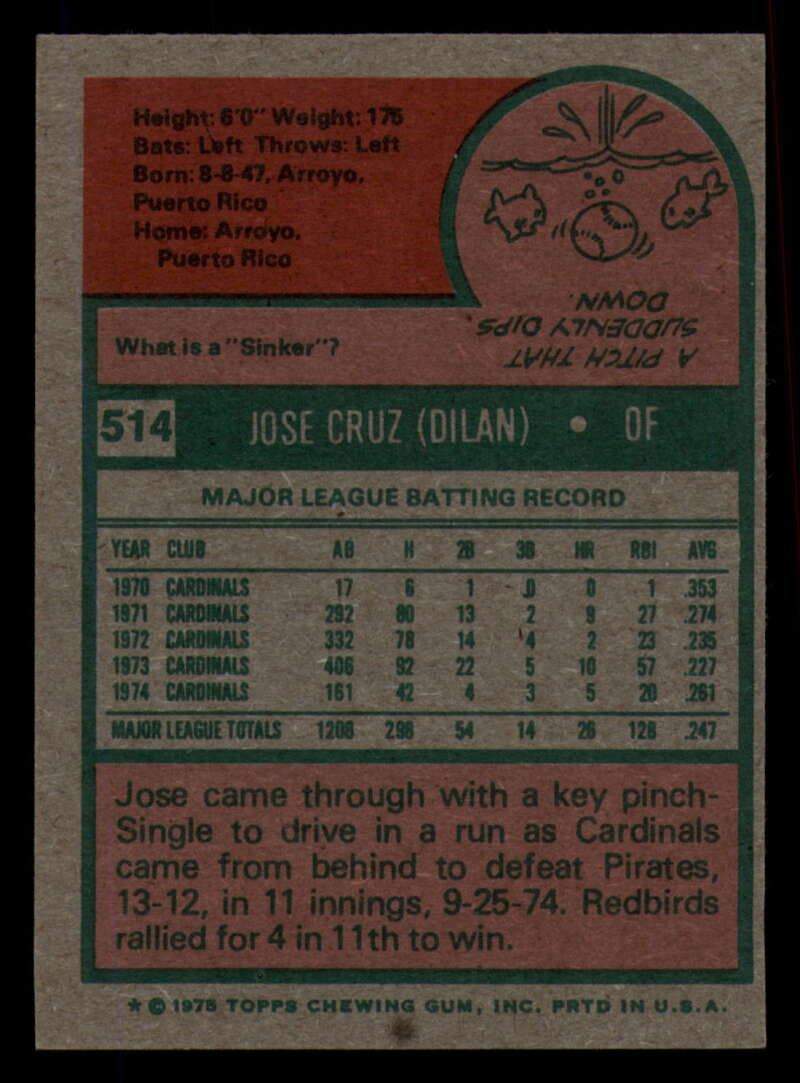 Height: 6'0" Weight: 175
Bats: Left Throws: Left
Born: 8-8-47, Arroyo,
Puerto Rico
Home: Arroyo,
Puerto Rico
What is a "Sinker"?
A PITCH THAT
SUDDENLY DIPS
DOWN.
514 JOSE CRUZ (DILAN) • OF
MAJOR LEAGUE BATTING RECORD
YEAR CLUB AB H 2B 3B HR RBI AVG
1970 CARDINALS 17 6 1 0 0 1 .353
1971 CARDINALS 292 80 13 2 9 27 .274
1972 CARDINALS 332 78 14 4 2 23 .235
1973 CARDINALS 406 92 22 5 10 57 .227
1974 CARDINALS 161 42 4 3 5 20 .261
MAJOR LEAGUE TOTALS 1208 298 54 14 26 128 .247
Jose came through with a key pinch-
Single to drive in a run as Cardinals
came from behind to defeat Pirates,
13-12, in 11 innings, 9-25-74. Redbirds
rallied for 4 in 11th to win.
* © 1975 TOPPS CHEWING GUM, INC. PRTD IN U.S.A.